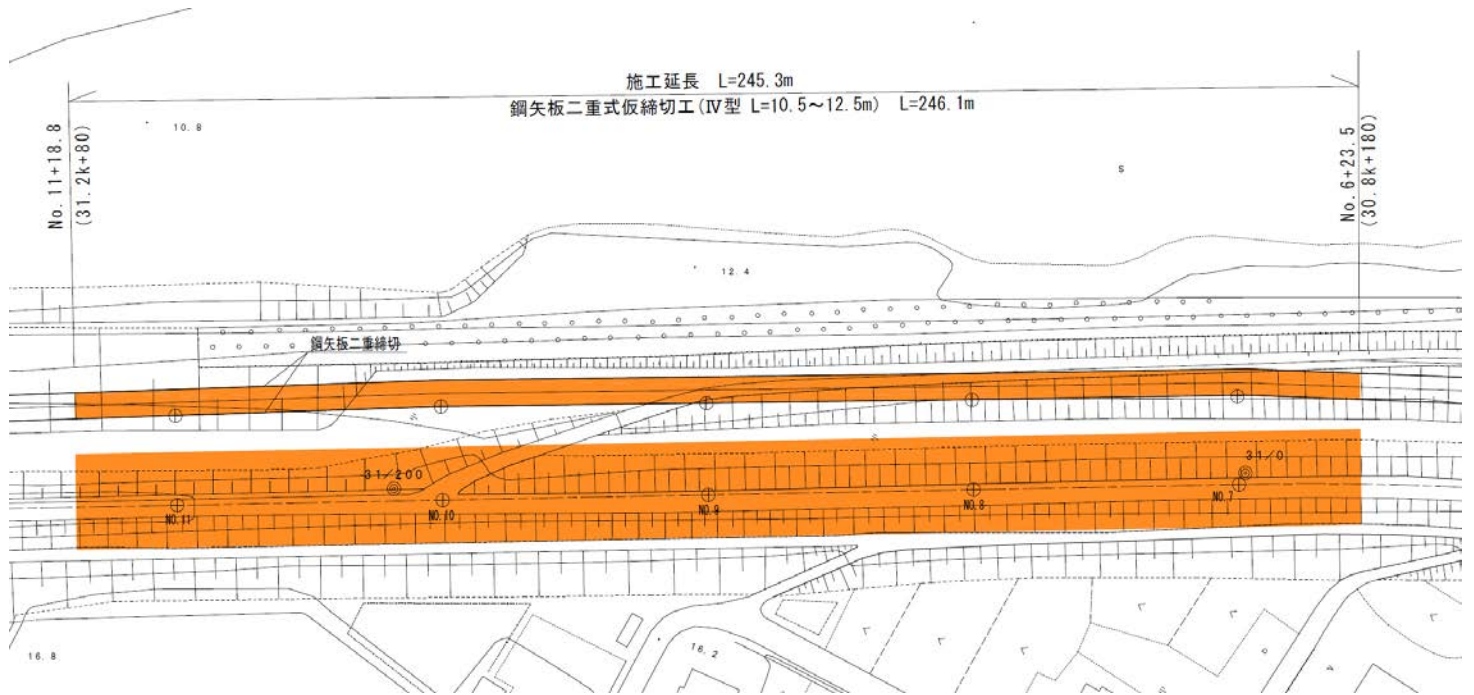 施工延長 L=245.3m
鋼矢板二重式仮締切工(Ⅳ型 L=10.5～12.5m) L=246.1m
No.11+18.8
(31.2k+80)
10.8
No.6+23.5
(30.8k+180)
S
12.4
鋼矢板二重締切
31/200
31/0
NO.11
NO.10
NO.9
NO.8
NO.7
16.8
16.2